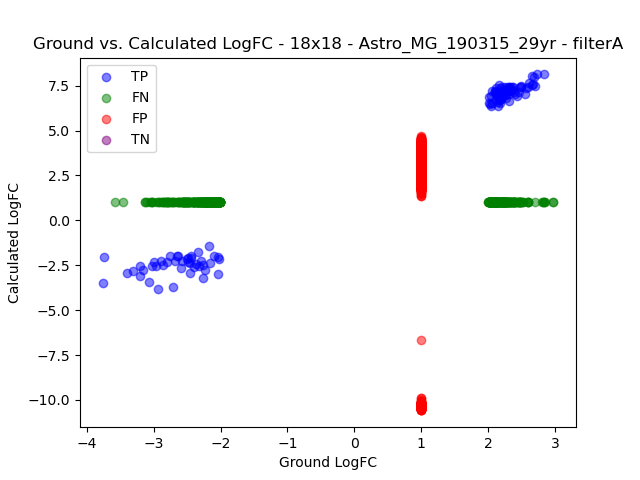 Ground vs. Calculated LogFC - 18x18 - Astro_MG_190315_29yr - filterA
TP
FN
FP
TN
7.5
5.0
2.5
0.0
−2.5
−5.0
−7.5
−10.0
Calculated LogFC
−4
−3
−2
−1
0
1
2
3
Ground LogFC